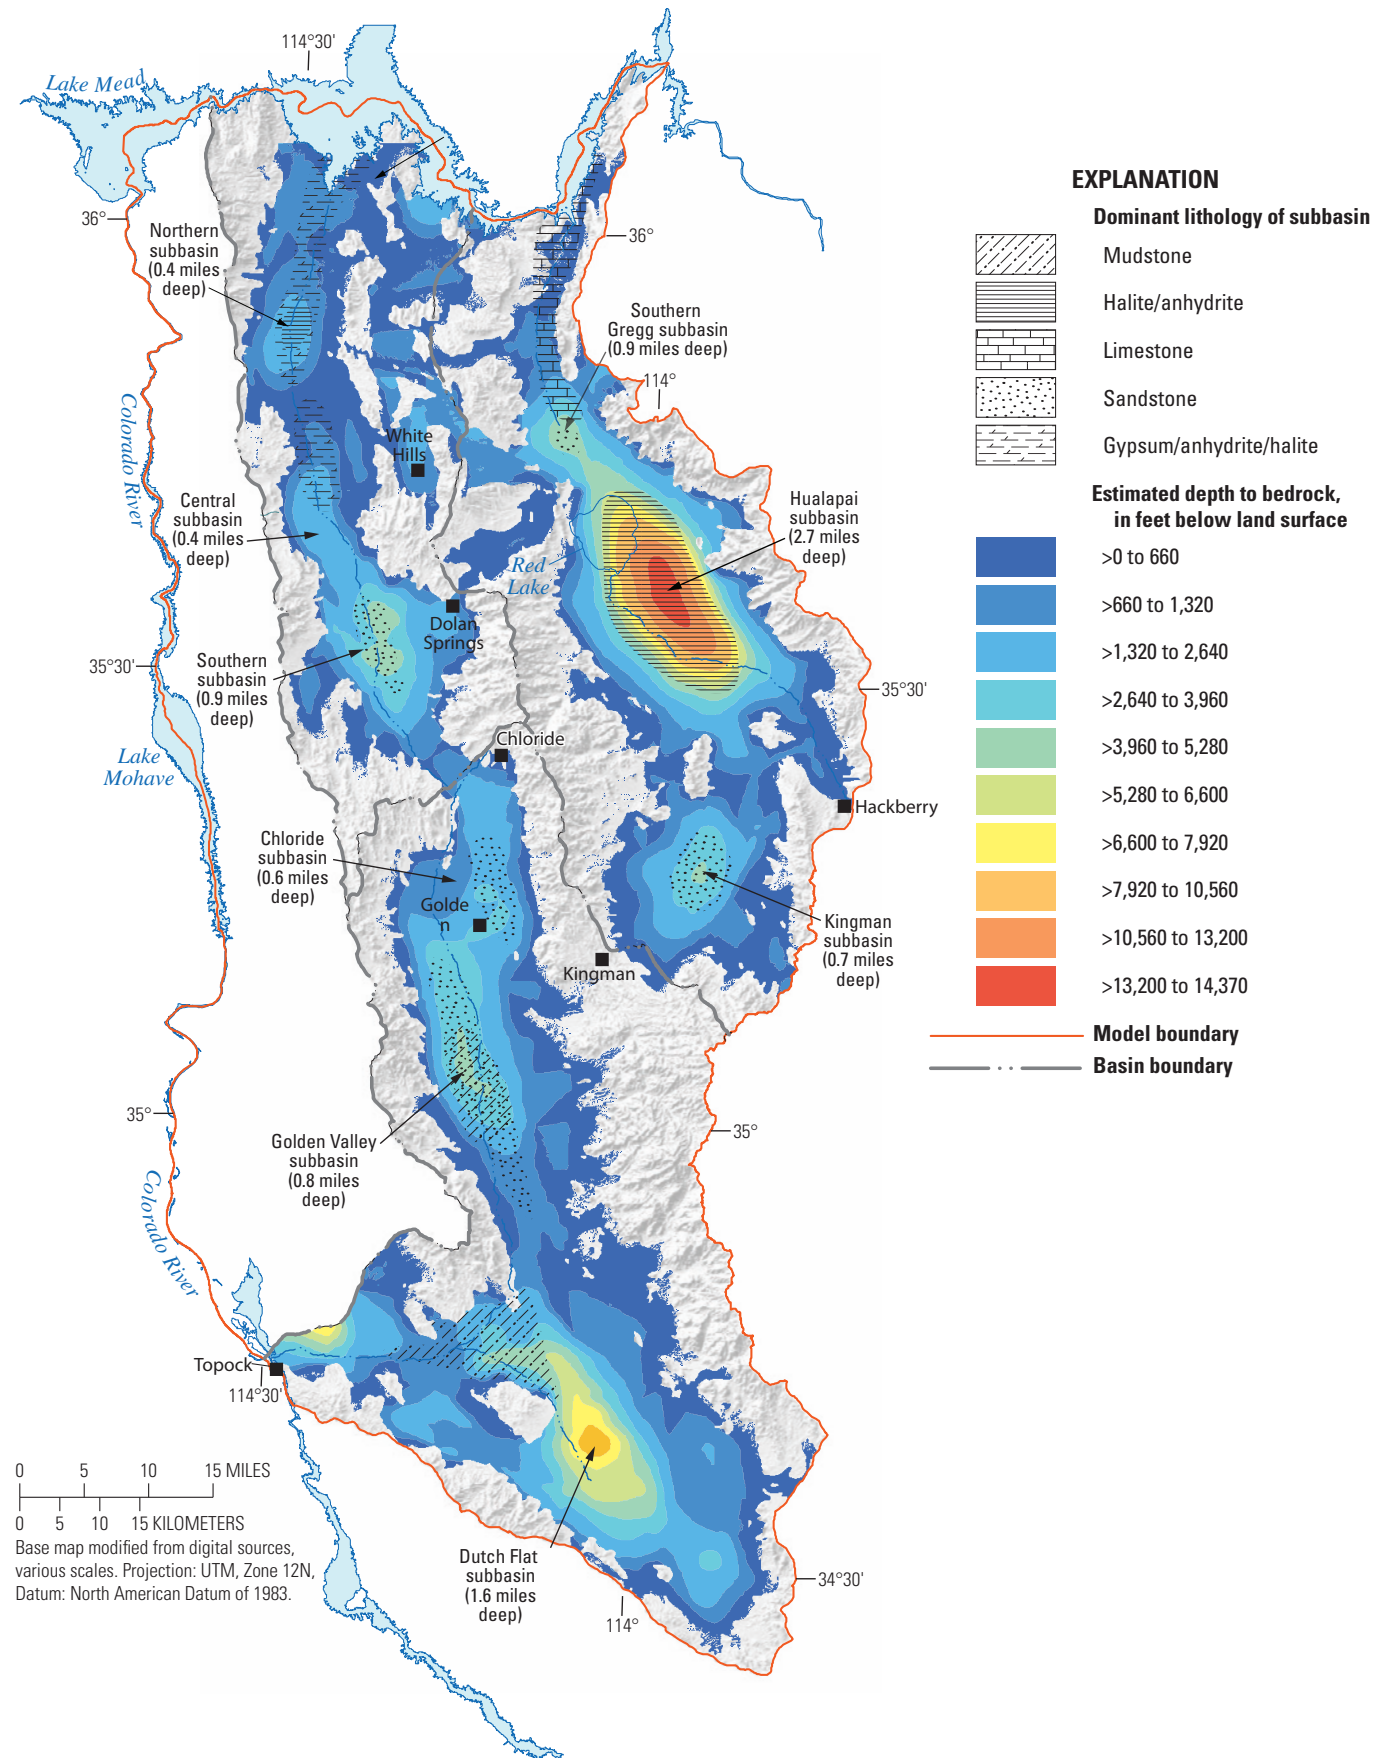 114°30'
Lake Mead
36°
Northern
subbasin
(0.4 miles
deep)
36°
Southern
Gregg subbasin
(0.9 miles deep)
114°
Colorado River
White
Hills
Central
subbasin
(0.4 miles
deep)
Hualapai
subbasin
(2.7 miles
deep)
Red
Lake
Dolan
Springs
35°30'
Southern
subbasin
(0.9 miles
deep)
35°30'
Chloride
Lake
Mohave
Hackberry
Chloride
subbasin
(0.6 miles
deep)
Golde
n
Kingman
subbasin
(0.7 miles
deep)
Kingman
35°
35°
Golden Valley
subbasin
(0.8 miles
deep)
Colorado River
Topock
114°30'
Dutch Flat
subbasin
(1.6 miles
deep)
34°30'
114°
0 5 10 15 MILES
0 5 10 15 KILOMETERS
Base map modified from digital sources,
various scales. Projection: UTM, Zone 12N,
Datum: North American Datum of 1983.
EXPLANATION
Dominant lithology of subbasin
Mudstone
Halite/anhydrite
Limestone
Sandstone
Gypsum/anhydrite/halite
Estimated depth to bedrock,
in feet below land surface
>0 to 660
>660 to 1,320
>1,320 to 2,640
>2,640 to 3,960
>3,960 to 5,280
>5,280 to 6,600
>6,600 to 7,920
>7,920 to 10,560
>10,560 to 13,200
>13,200 to 14,370
Model boundary
Basin boundary